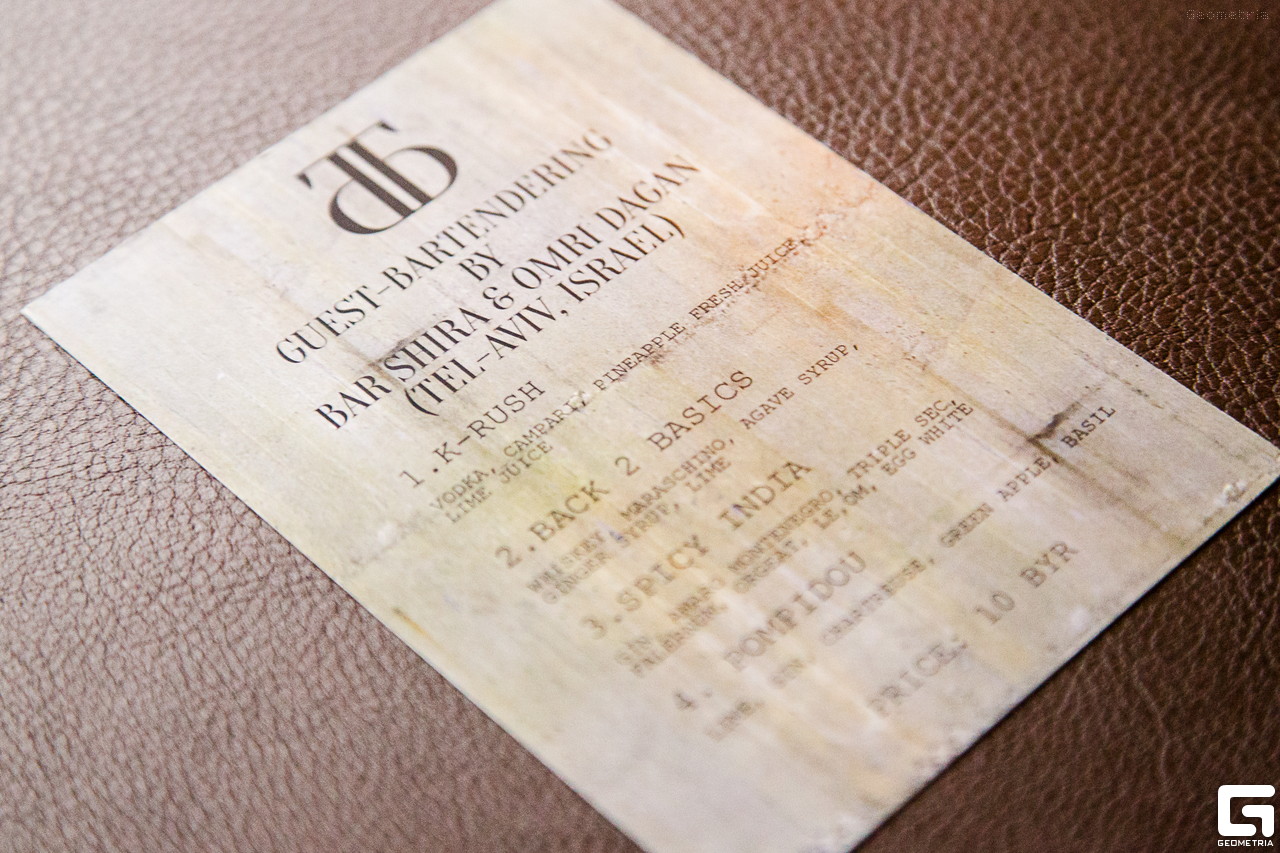 Geometria
GUEST-BARTENDERING
BY
BAR SHIRA & OMRI DAGAN
(TEL-AVIV, ISRAEL)
1.K-RUSH
VODKA, CAMPARI, PINEAPPLE FRESH JUICE,
LIME JUICE
2.BACK 2 BASICS
WHISKEY, MARASCHINO, AGAVE SYRUP,
GINGER SYRUP, LIME
3.SPICY INDIA
GIN, AMARO MONTENEGRO, TRIPLE SEC,
FALERNUM, ORGEAT, EGG WHITE
4. POMPIDOU
GIN CHARTREUSE, GREEN APPLE, BASIL
PRICE: 10 BYR
GEOMETRIA